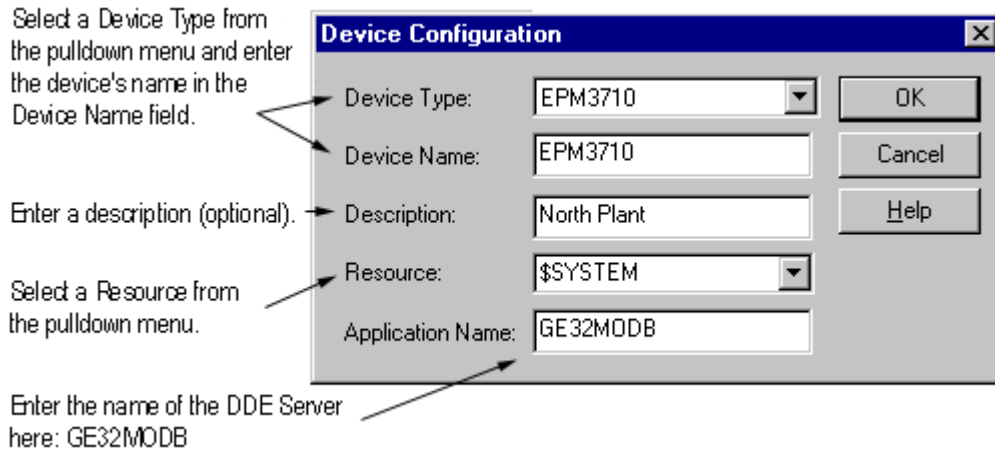 Select a Device Type from
the pulldown menu and enter
the device's name in the
Device Name field.
Enter a description (optional).
Select a Resource from
the pulldown menu.
Enter the name of the DDE Server
here: GE32MODB
Device Configuration
Device Type: EPM3710 OK
Device Name: EPM3710 Cancel
Description: North Plant Help
Resource: $SYSTEM
Application Name: GE32MODB